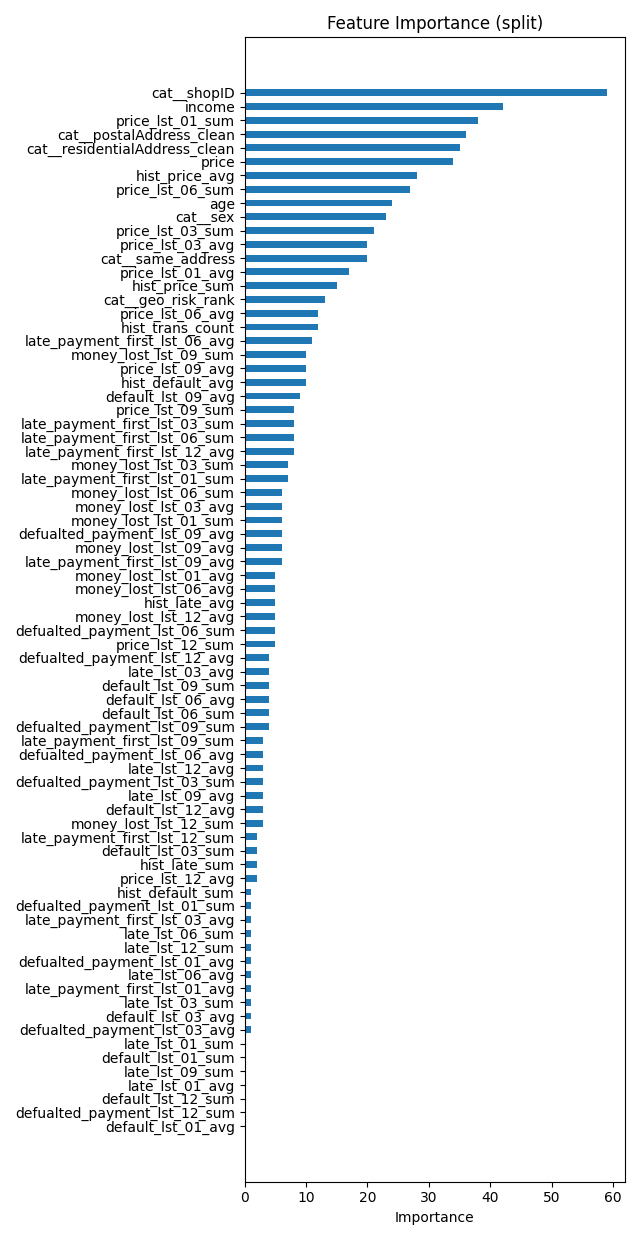 Feature Importance (split)
cat__shopID
income
price_lst_01_sum
cat__postalAddress_clean
cat__residentialAddress_clean
price
hist_price_avg
price_lst_06_sum
age
cat__sex
price_lst_03_sum
price_lst_03_avg
cat__same_address
price_lst_01_avg
hist_price_sum
cat__geo_risk_rank
price_lst_06_avg
hist_trans_count
late_payment_first_lst_06_avg
money_lost_lst_09_sum
price_lst_09_avg
hist_default_avg
default_lst_09_avg
price_lst_09_sum
late_payment_first_lst_03_sum
late_payment_first_lst_06_sum
late_payment_first_lst_12_avg
money_lost_lst_03_sum
late_payment_first_lst_01_sum
money_lost_lst_06_sum
money_lost_lst_03_avg
money_lost_lst_01_sum
defualted_payment_lst_09_avg
money_lost_lst_09_avg
late_payment_first_lst_09_avg
money_lost_lst_01_avg
money_lost_lst_06_avg
hist_late_avg
money_lost_lst_12_avg
defualted_payment_lst_06_sum
price_lst_12_sum
defualted_payment_lst_12_avg
late_lst_03_avg
default_lst_09_sum
default_lst_06_avg
default_lst_06_sum
defualted_payment_lst_09_sum
late_payment_first_lst_09_sum
defualted_payment_lst_06_avg
late_lst_12_avg
defualted_payment_lst_03_sum
late_lst_09_avg
default_lst_12_avg
money_lost_lst_12_sum
late_payment_first_lst_12_sum
default_lst_03_sum
hist_late_sum
price_lst_12_avg
hist_default_sum
defualted_payment_lst_01_sum
late_payment_first_lst_03_avg
late_lst_06_sum
late_lst_12_sum
defualted_payment_lst_01_avg
late_lst_06_avg
late_payment_first_lst_01_avg
late_lst_03_sum
default_lst_03_avg
defualted_payment_lst_03_avg
late_lst_01_sum
default_lst_01_sum
late_lst_09_sum
late_lst_01_avg
default_lst_12_sum
defualted_payment_lst_12_sum
default_lst_01_avg
0 10 20 30 40 50 60
Importance